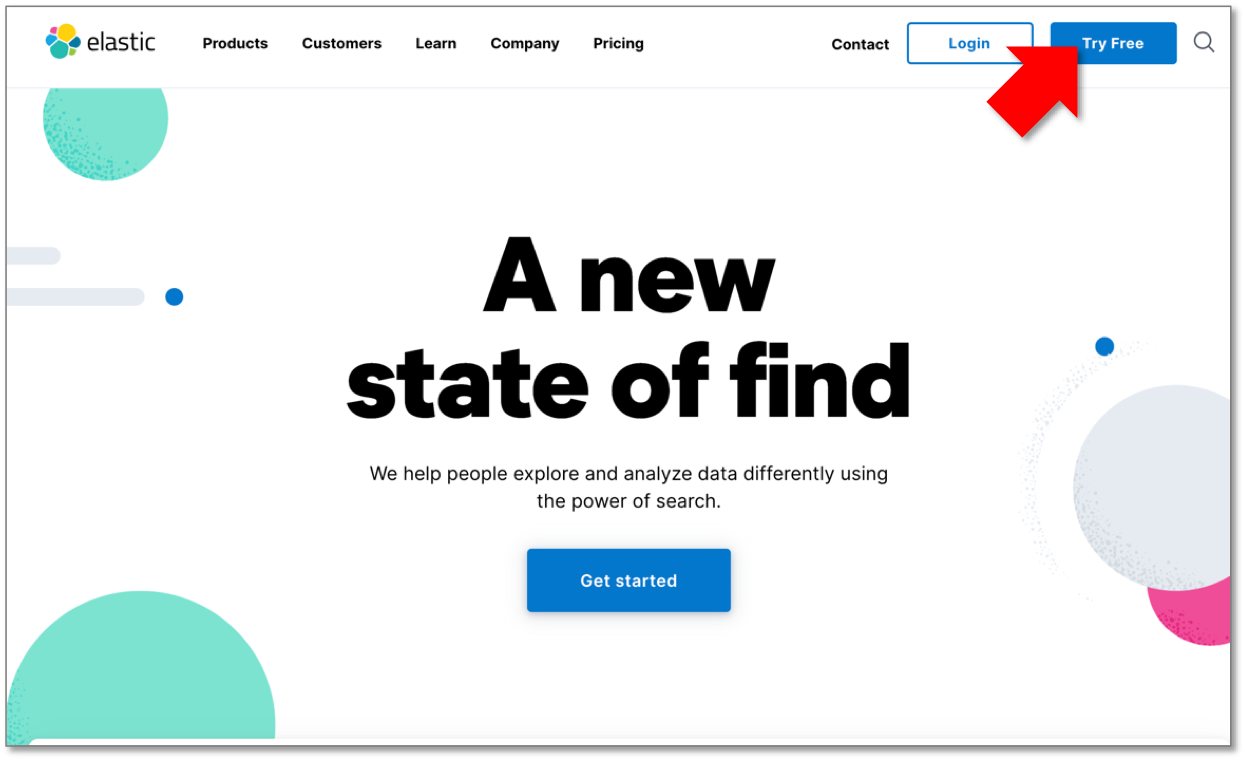 elastic Products Customers Learn Company Pricing Contact Login Try Free
A new
state of find
We help people explore and analyze data differently using
the power of search.
Get started